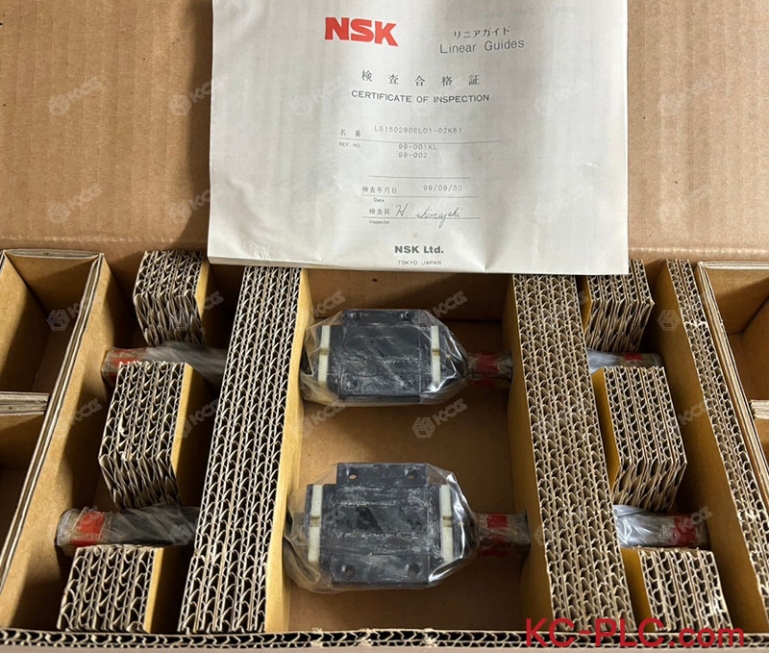 NSK
リニアガイド
Linear Guides
検査合格証
CERTIFICATE OF INSPECTION
名番 LS150280ELD1-02K61
REF. NO. 99-001KL
99-002
検査年月日 99/09/30
Date
検査員 H
Inspector
NSK Ltd.
TOKYO, JAPAN
KCG
KC-PLC.com